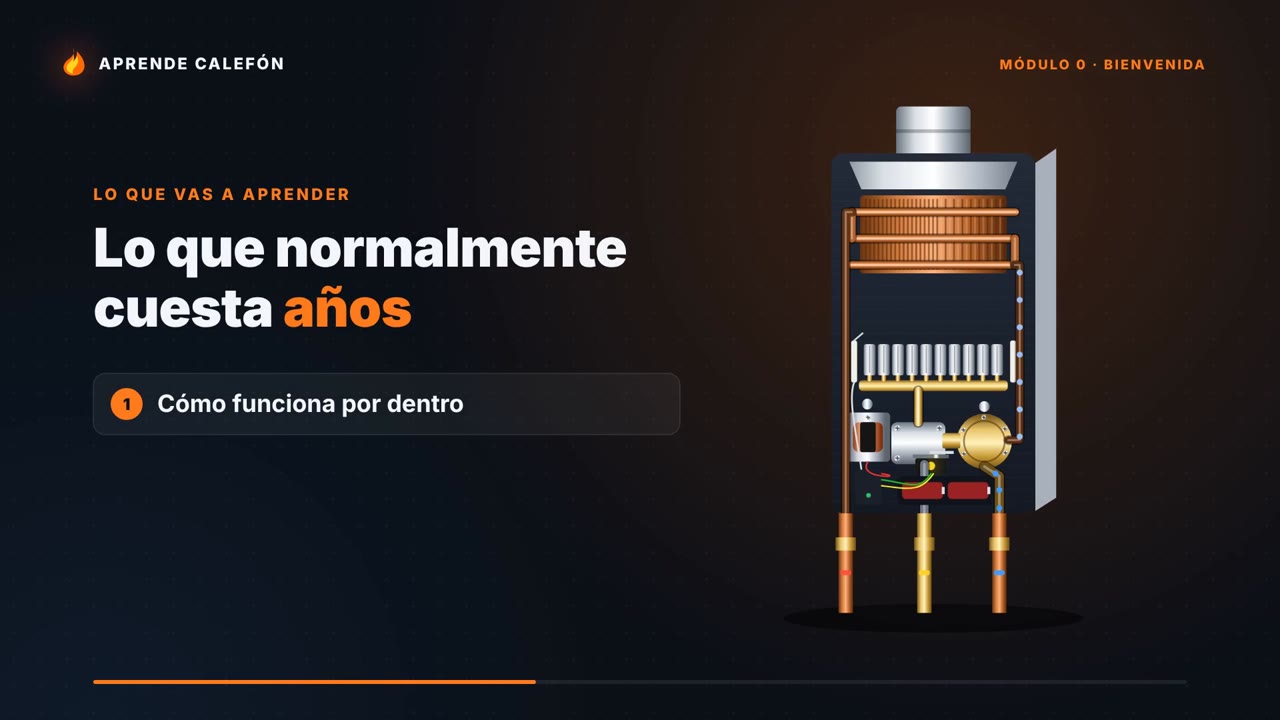 APRENDE CALEFÓN
MÓDULO 0 · BIENVENIDA
LO QUE VAS A APRENDER
Lo que normalmente
cuesta años
1 Cómo funciona por dentro